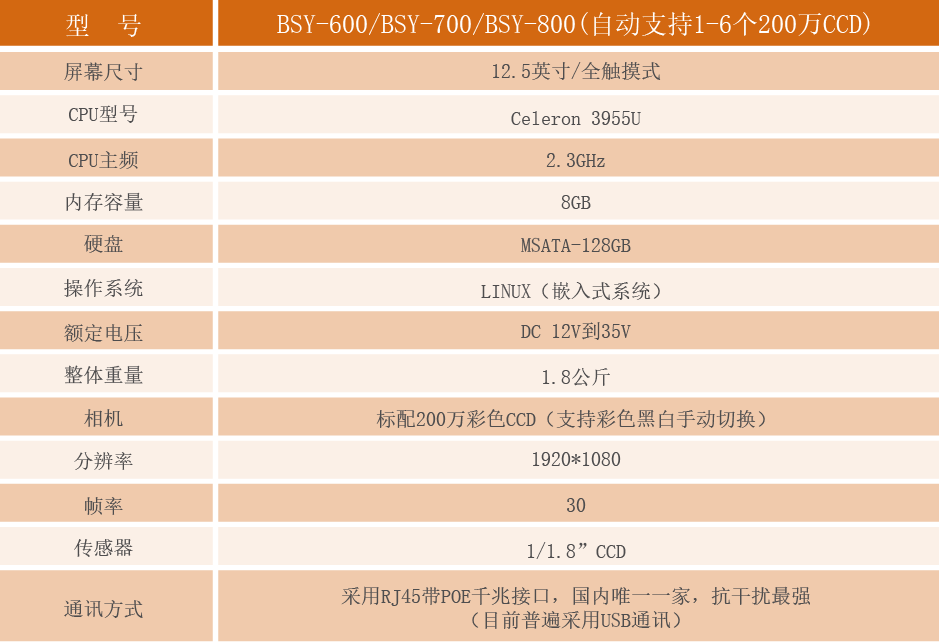 型 号 BSY-600/BSY-700/BSY-800(自动支持1-6个200万CCD)
屏幕尺寸 12.5英寸/全触摸式
CPU型号 Celeron 3955U
CPU主频 2.3GHz
内存容量 8GB
硬盘 MSATA-128GB
操作系统 LINUX（嵌入式系统）
额定电压 DC 12V到35V
整体重量 1.8公斤
相机 标配200万彩色CCD（支持彩色黑白手动切换）
分辨率 1920*1080
帧率 30
传感器 1/1.8”CCD
通讯方式 采用RJ45带POE千兆接口，国内唯一一家，抗干扰最强
（目前普遍采用USB通讯）